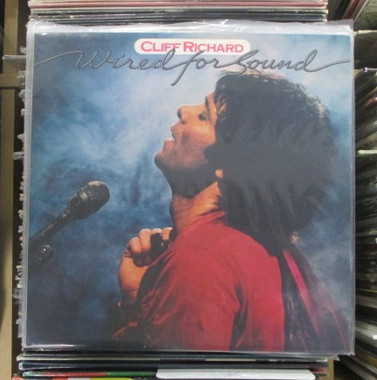 CLIFF RICHARD
Wired for Sound